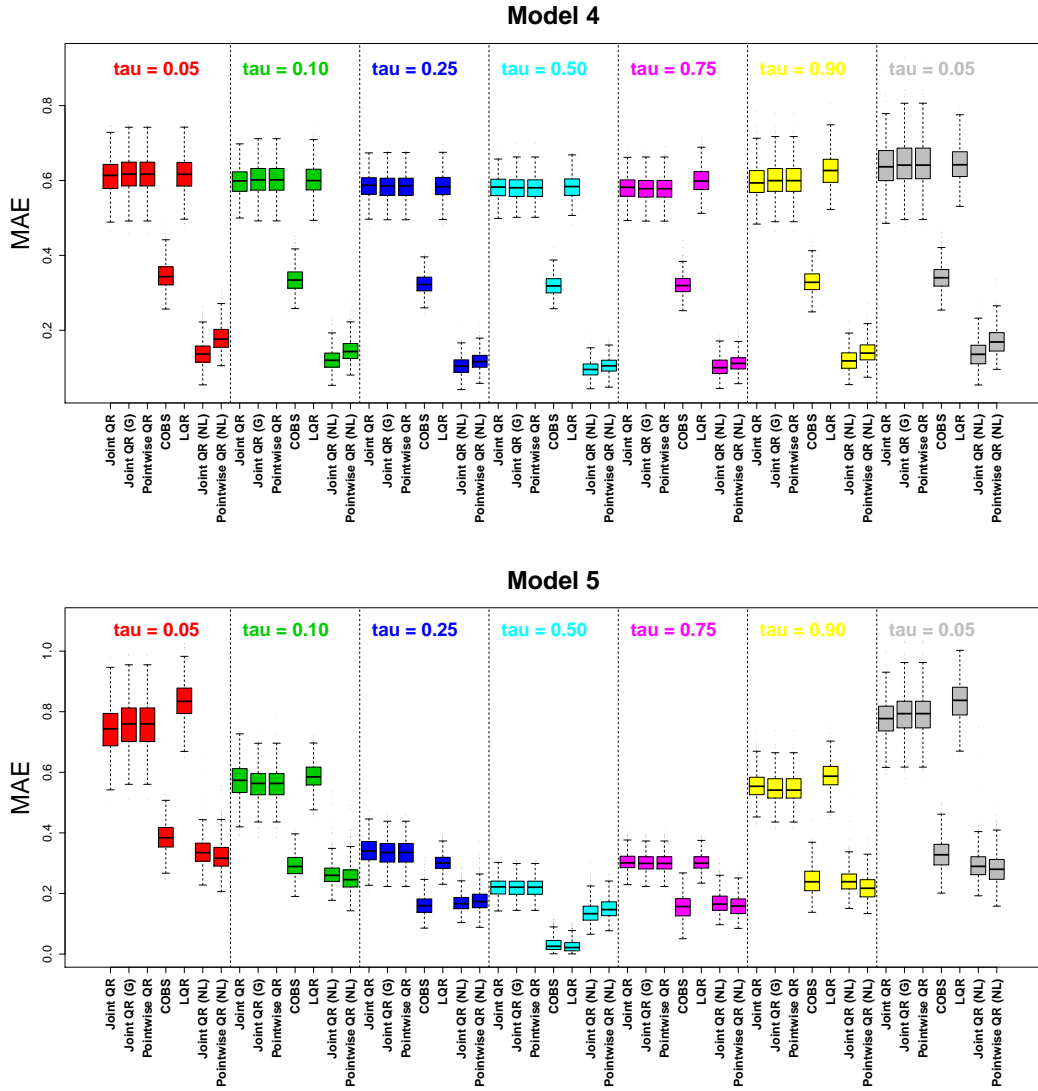 Model 4
tau = 0.05 tau = 0.10 tau = 0.25 tau = 0.50 tau = 0.75 tau = 0.90 tau = 0.05
MAE
0.8
0.6
0.4
0.2
Joint QR
Joint QR (G)
Pointwise QR
COBS
LQR
Joint QR (NL)
Pointwise QR (NL)
Joint QR
Joint QR (G)
Pointwise QR
COBS
LQR
Joint QR (NL)
Pointwise QR (NL)
Joint QR
Joint QR (G)
Pointwise QR
COBS
LQR
Joint QR (NL)
Pointwise QR (NL)
Joint QR
Joint QR (G)
Pointwise QR
COBS
LQR
Joint QR (NL)
Pointwise QR (NL)
Joint QR
Joint QR (G)
Pointwise QR
COBS
LQR
Joint QR (NL)
Pointwise QR (NL)
Joint QR
Joint QR (G)
Pointwise QR
COBS
LQR
Joint QR (NL)
Pointwise QR (NL)
Joint QR
Joint QR (G)
Pointwise QR
COBS
LQR
Joint QR (NL)
Pointwise QR (NL)
Model 5
tau = 0.05 tau = 0.10 tau = 0.25 tau = 0.50 tau = 0.75 tau = 0.90 tau = 0.05
MAE
1.0
0.8
0.6
0.4
0.2
0.0
Joint QR
Joint QR (G)
Pointwise QR
COBS
LQR
Joint QR (NL)
Pointwise QR (NL)
Joint QR
Joint QR (G)
Pointwise QR
COBS
LQR
Joint QR (NL)
Pointwise QR (NL)
Joint QR
Joint QR (G)
Pointwise QR
COBS
LQR
Joint QR (NL)
Pointwise QR (NL)
Joint QR
Joint QR (G)
Pointwise QR
COBS
LQR
Joint QR (NL)
Pointwise QR (NL)
Joint QR
Joint QR (G)
Pointwise QR
COBS
LQR
Joint QR (NL)
Pointwise QR (NL)
Joint QR
Joint QR (G)
Pointwise QR
COBS
LQR
Joint QR (NL)
Pointwise QR (NL)
Joint QR
Joint QR (G)
Pointwise QR
COBS
LQR
Joint QR (NL)
Pointwise QR (NL)